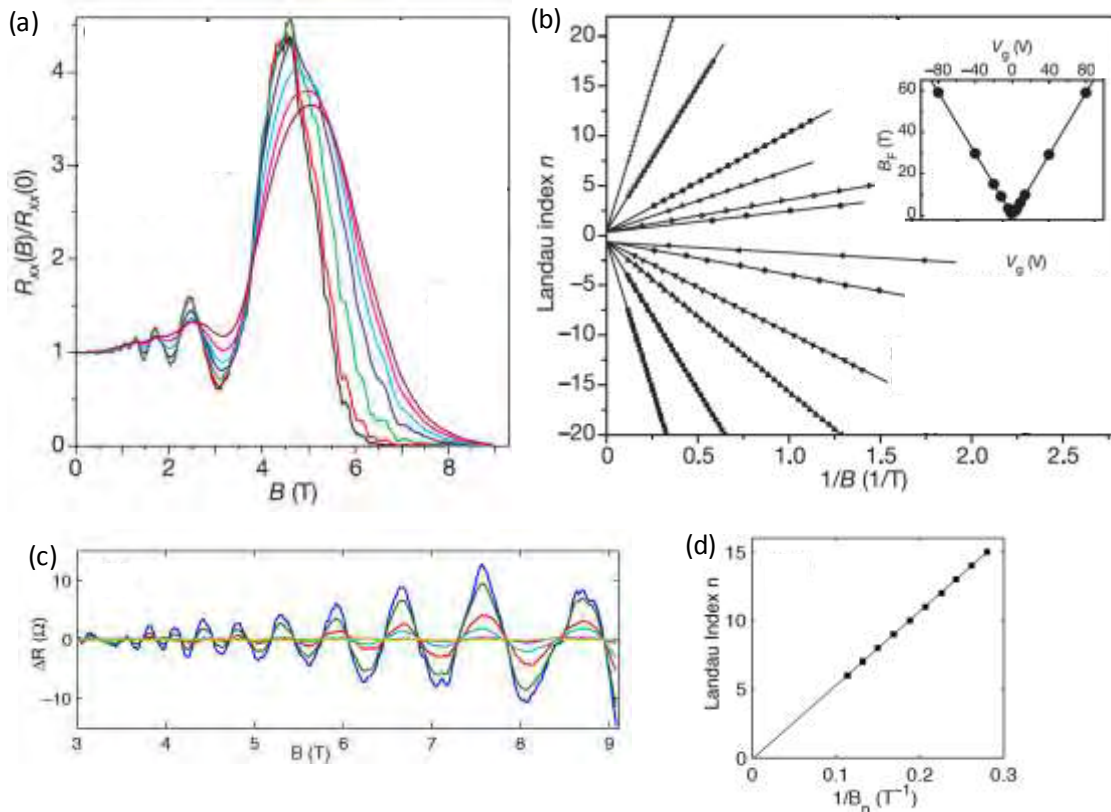 (a)
4
3
2
1
0
R_xx(B)/R_xx(0)
0 2 4 6 8
B (T)
(b)
20
15
10
5
0
−5
−10
−15
−20
Landau index n
0.0 0.5 1.0 1.5 2.0 2.5
1/B (1/T)
V_g (V)
−80 −40 0 40 80
60
40
20
0
B_F (T)
V_g (V)
(c)
10
0
−10
ΔR (Ω)
3 4 5 6 7 8 9
B (T)
(d)
15
10
5
0
Landau Index n
0 0.1 0.2 0.3
1/B_n (T⁻¹)